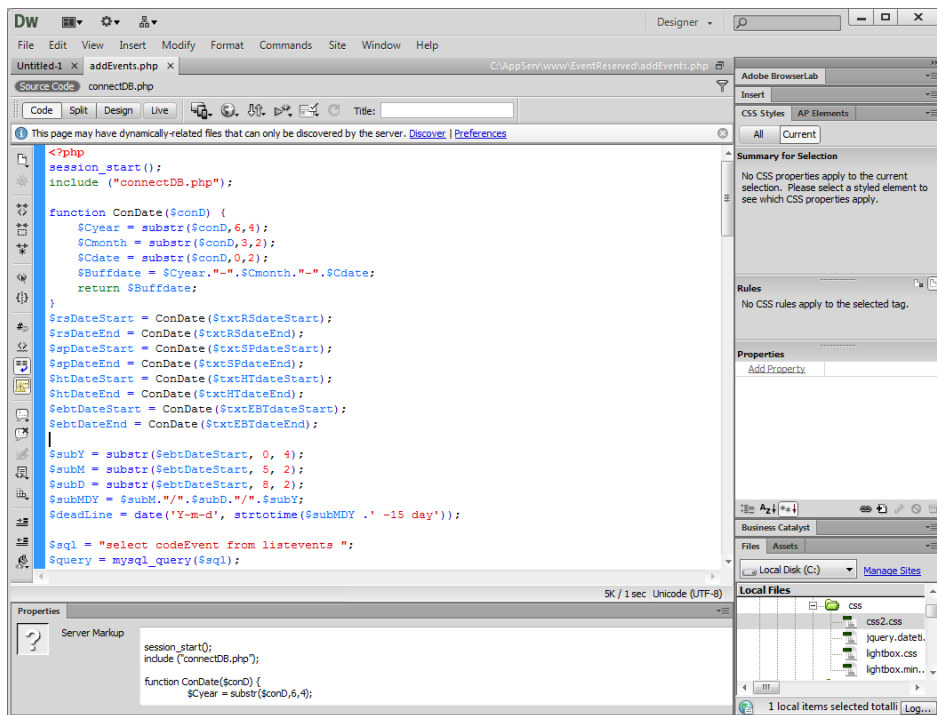 Dw
Designer
File Edit View Insert Modify Format Commands Site Window Help
Untitled-1 × addEvents.php × C:\AppServ\www\EventReserved\addEvents.php
Source Code connectDB.php
Code Split Design Live Title:
This page may have dynamically-related files that can only be discovered by the server. Discover | Preferences
<?php
session_start();
include ("connectDB.php");
function ConDate($conD) {
$Cyear = substr($conD,6,4);
$Cmonth = substr($conD,3,2);
$Cdate = substr($conD,0,2);
$Buffdate = $Cyear."-".$Cmonth."-".$Cdate;
return $Buffdate;
}
$rsDateStart = ConDate($txtRSdateStart);
$rsDateEnd = ConDate($txtRSdateEnd);
$spDateStart = ConDate($txtSPdateStart);
$spDateEnd = ConDate($txtSPdateEnd);
$htDateStart = ConDate($txtHTdateStart);
$htDateEnd = ConDate($txtHTdateEnd);
$ebtDateStart = ConDate($txtEBTdateStart);
$ebtDateEnd = ConDate($txtEBTdateEnd);
$subY = substr($ebtDateStart, 0, 4);
$subM = substr($ebtDateStart, 5, 2);
$subD = substr($ebtDateStart, 8, 2);
$subMDY = $subM."/".$subD."/".$subY;
$deadLine = date('Y-m-d', strtotime($subMDY .' -15 day'));
$sql = "select codeEvent from listevents ";
$query = mysql_query($sql);
5K / 1 sec Unicode (UTF-8)
Properties
Server Markup
session_start();
include ("connectDB.php");
function ConDate($conD) {
$Cyear = substr($conD,6,4);
Adobe BrowserLab
Insert
CSS Styles AP Elements
All Current
Summary for Selection
No CSS properties apply to the current
selection. Please select a styled element to
see which CSS properties apply.
Rules
No CSS rules apply to the selected tag.
Properties
Add Property
Business Catalyst
Files Assets
Local Disk (C:) Manage Sites
Local Files
css
css2.css
jquery.dateti.
lightbox.css
lightbox.min..
1 local items selected totalli Log...